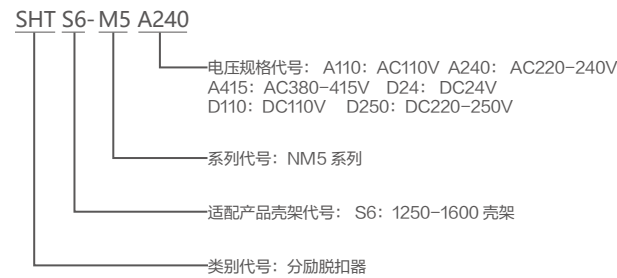 SHT S6- M5 A240
电压规格代号： A110：AC110V A240： AC220-240V
A415：AC380-415V D24： DC24V
D110：DC110V D250：DC220-250V
系列代号：NM5 系列
适配产品壳架代号： S6：1250-1600 壳架
类别代号：分励脱扣器